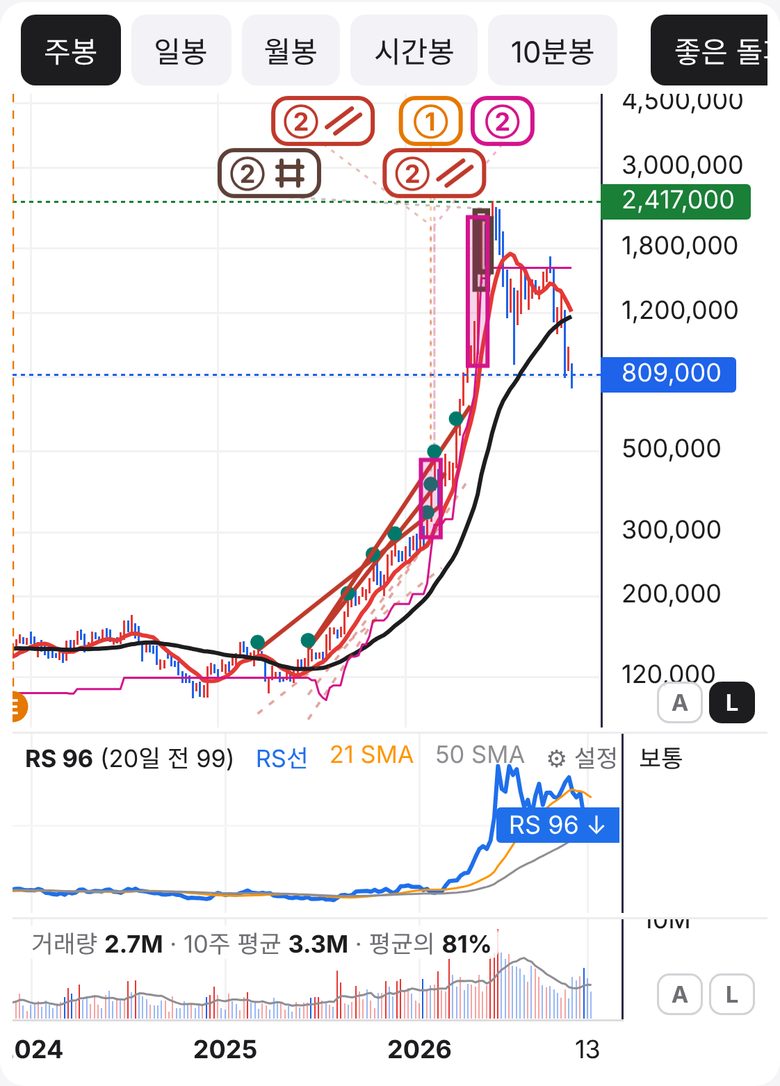 주봉 일봉 월봉 시간봉 10분봉 좋은
4,500,000
② ① ②
② ②
3,000,000
2,417,000
1,800,000
1,200,000
809,000
500,000
300,000
200,000
120,000
E
A L
RS 96 (20일 전 99) RS선 21 SMA 50 SMA 설정 보통
RS 96 ↓
10M
거래량 2.7M · 10주 평균 3.3M · 평균의 81%
A L
2025 2026 13